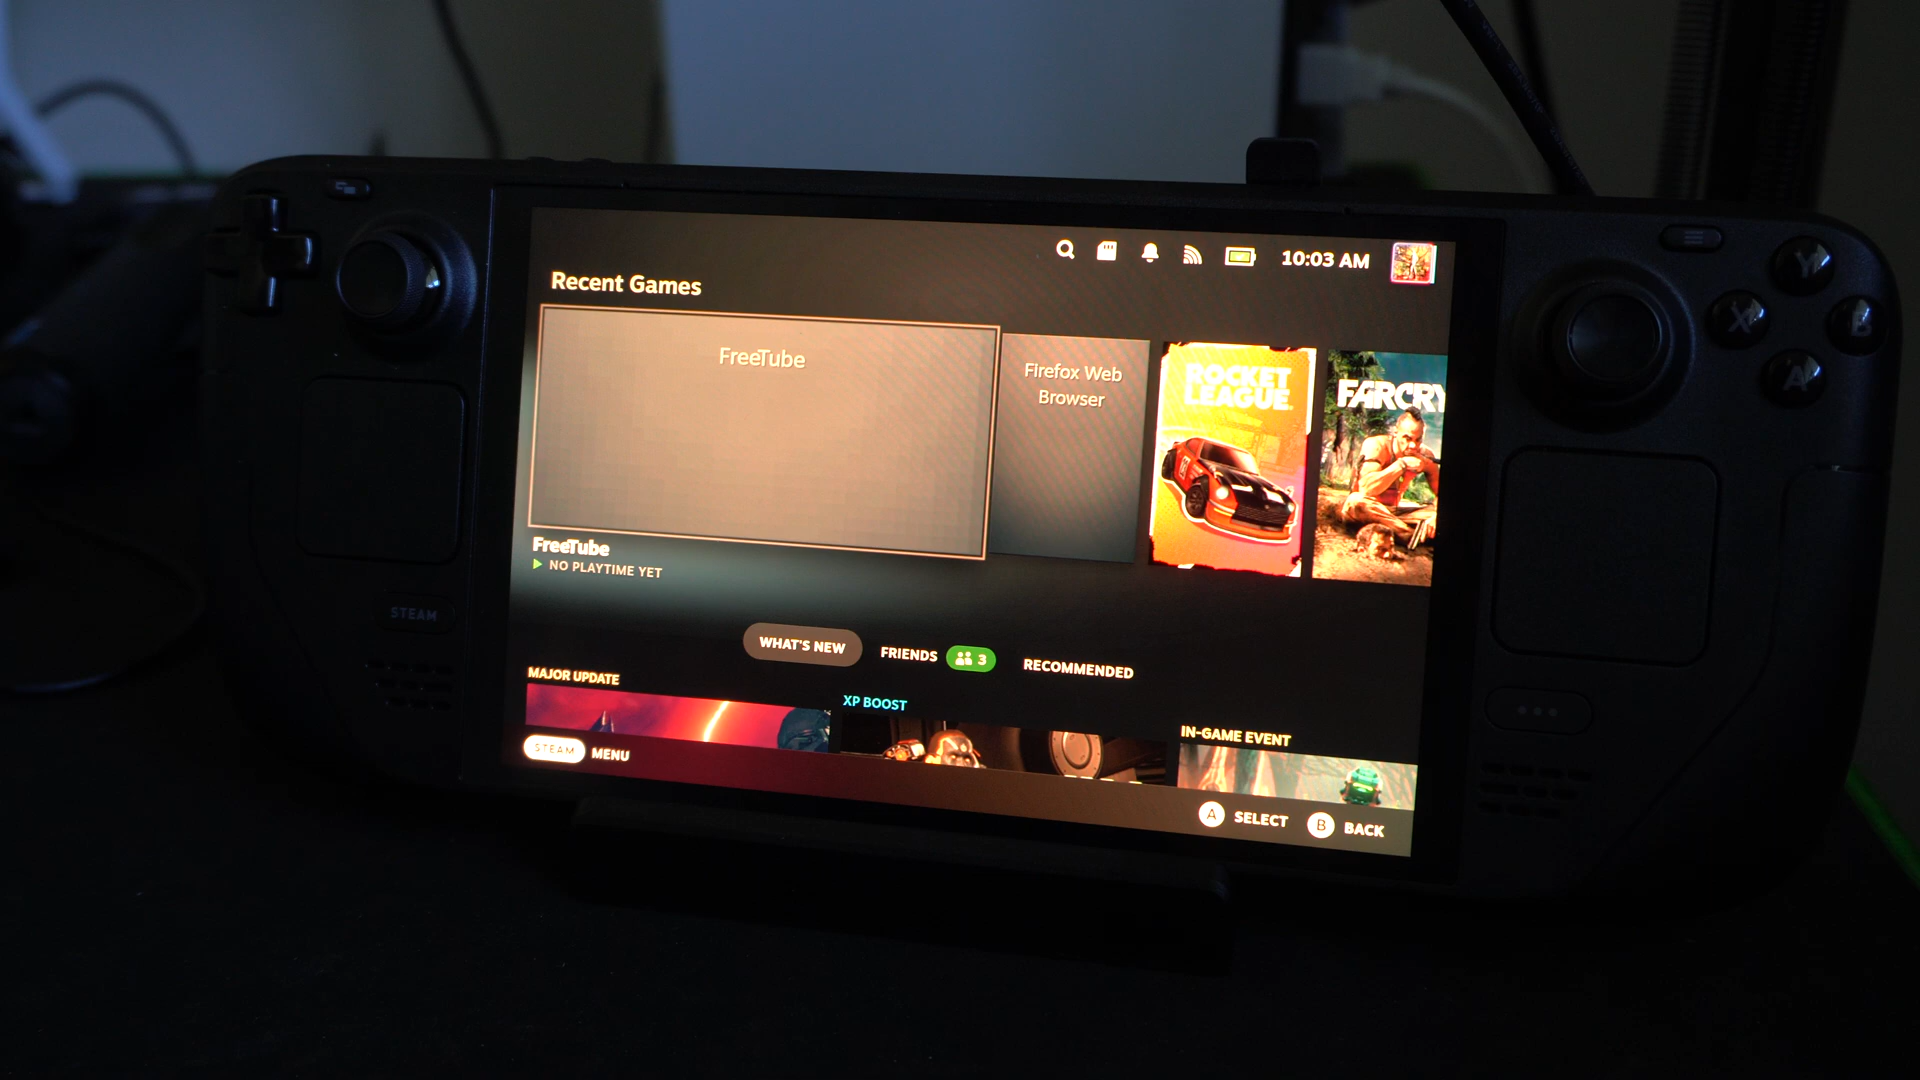 10:03 AM
Recent Games
FreeTube
Firefox Web
Browser
ROCKET
LEAGUE
FARCRY
FreeTube
NO PLAYTIME YET
WHAT'S NEW
FRIENDS
3
RECOMMENDED
MAJOR UPDATE
XP BOOST
IN-GAME EVENT
STEAM
MENU
A
SELECT
B
BACK
STEAM
Y
X
B
A